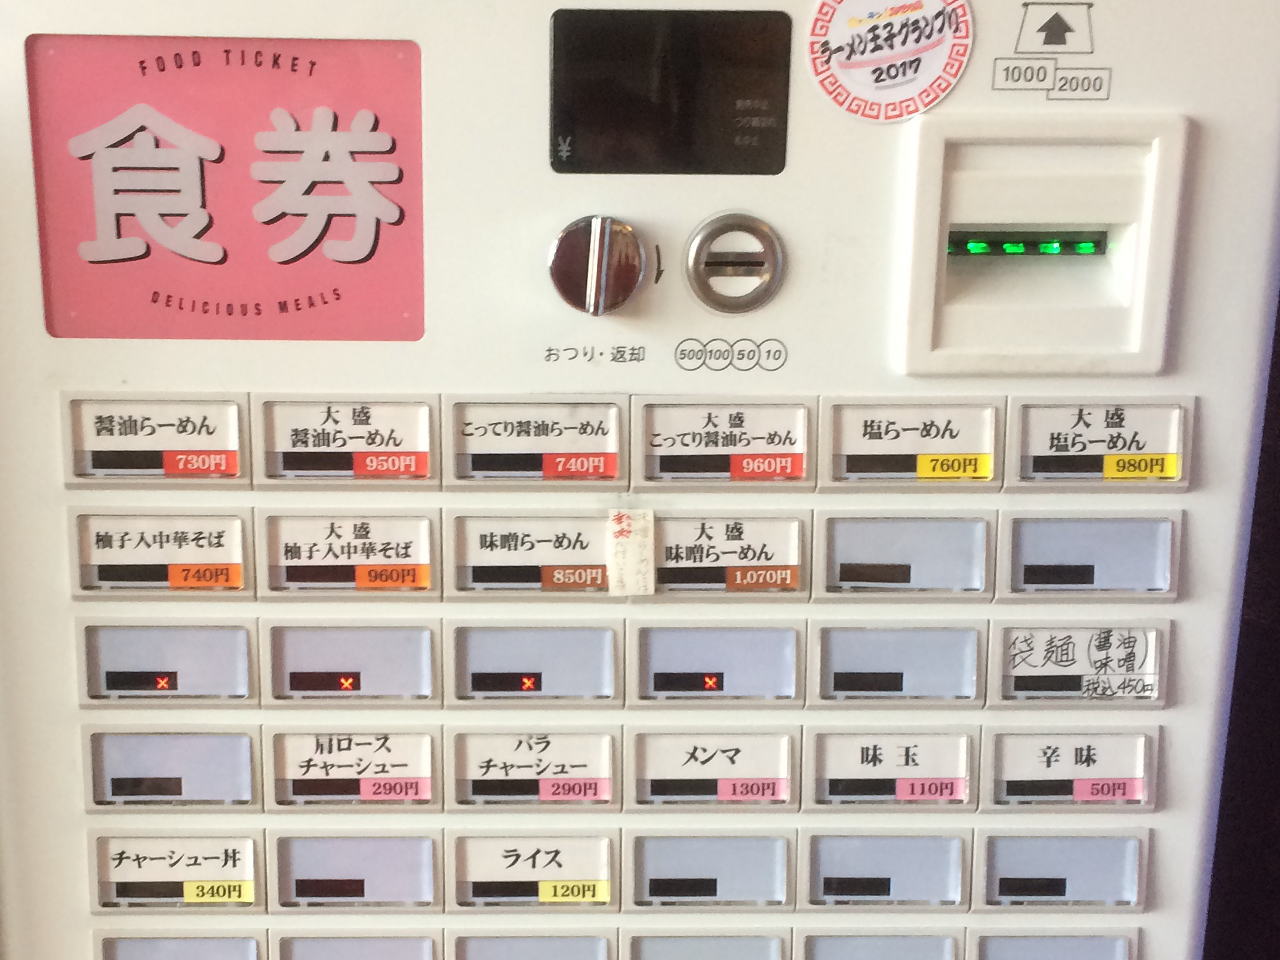 FOOD TICKET
食券
DELICIOUS MEALS
¥
ラーメン王子グランプリ
2017
1000
2000
おつり・返却
500 100 50 10
醤油らーめん
730円
大盛
醤油らーめん
950円
こってり醤油らーめん
740円
大盛
こってり醤油らーめん
960円
塩らーめん
760円
大盛
塩らーめん
980円
柚子入中華そば
740円
大盛
柚子入中華そば
960円
味噌らーめん
850円
大盛
味噌らーめん
1,070円
袋麺(醤油
味噌)
税込450円
肩ロース
チャーシュー
290円
バラ
チャーシュー
290円
メンマ
130円
味玉
110円
辛味
50円
チャーシュー丼
340円
ライス
120円